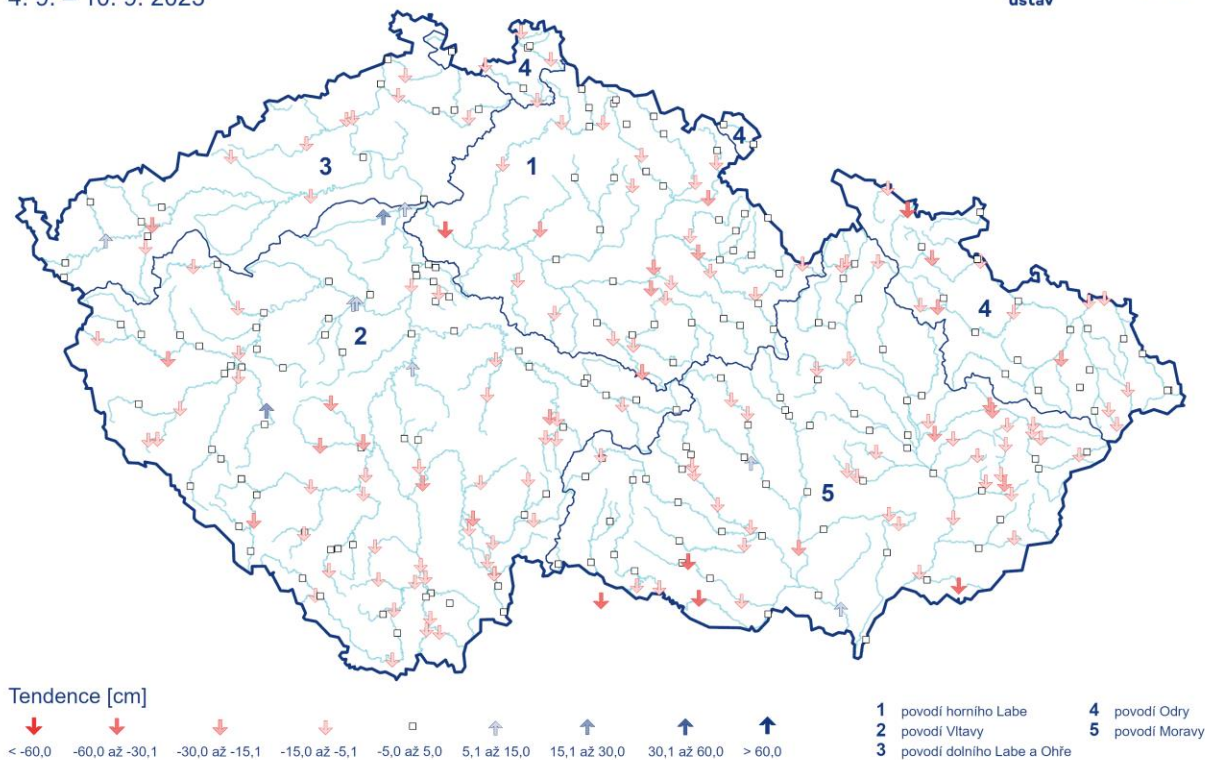 4. 9. – 10. 9. 2023
ústav
4
4
3
1
2
4
5
Tendence [cm]
< -60,0
-60,0 až -30,1
-30,0 až -15,1
-15,0 až -5,1
-5,0 až 5,0
5,1 až 15,0
15,1 až 30,0
30,1 až 60,0
> 60,0
1 povodí horního Labe
2 povodí Vltavy
3 povodí dolního Labe a Ohře
4 povodí Odry
5 povodí Moravy